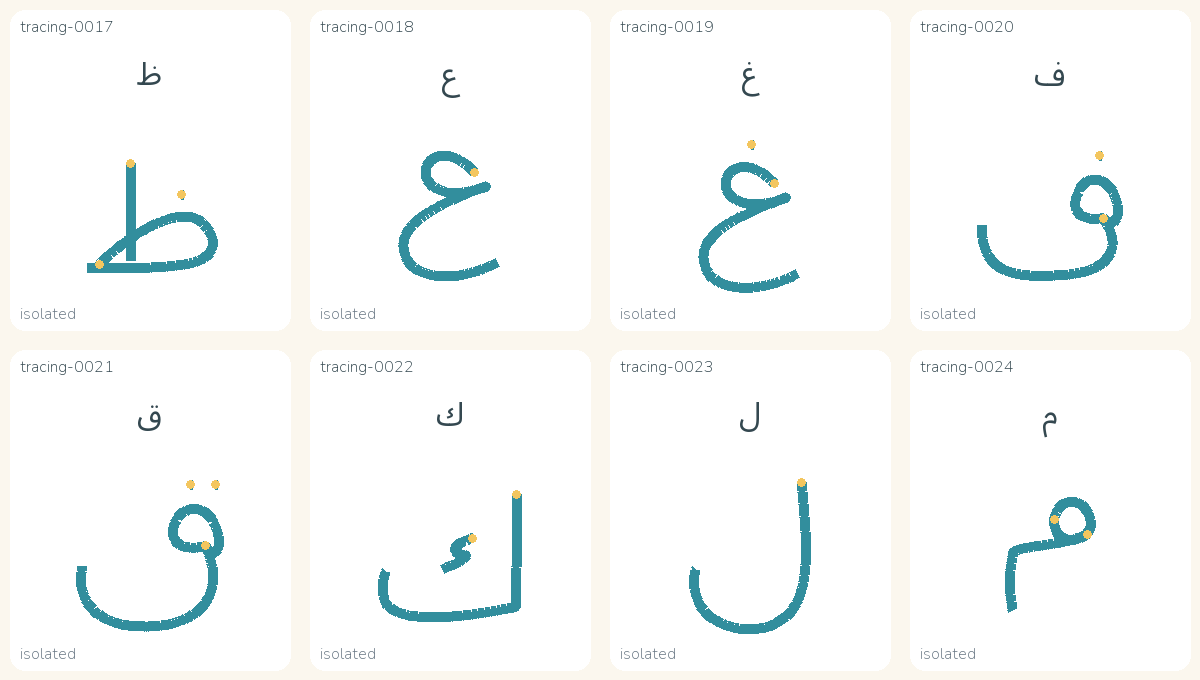 tracing-0017
ظ
isolated
tracing-0018
ع
isolated
tracing-0019
غ
isolated
tracing-0020
ف
isolated
tracing-0021
ق
isolated
tracing-0022
ك
isolated
tracing-0023
ل
isolated
tracing-0024
م
isolated